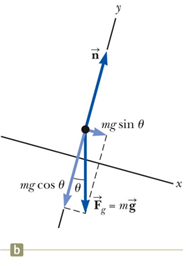 y
n⃗
mg sin θ
x
mg cos θ
θ
F⃗g = mg⃗
b